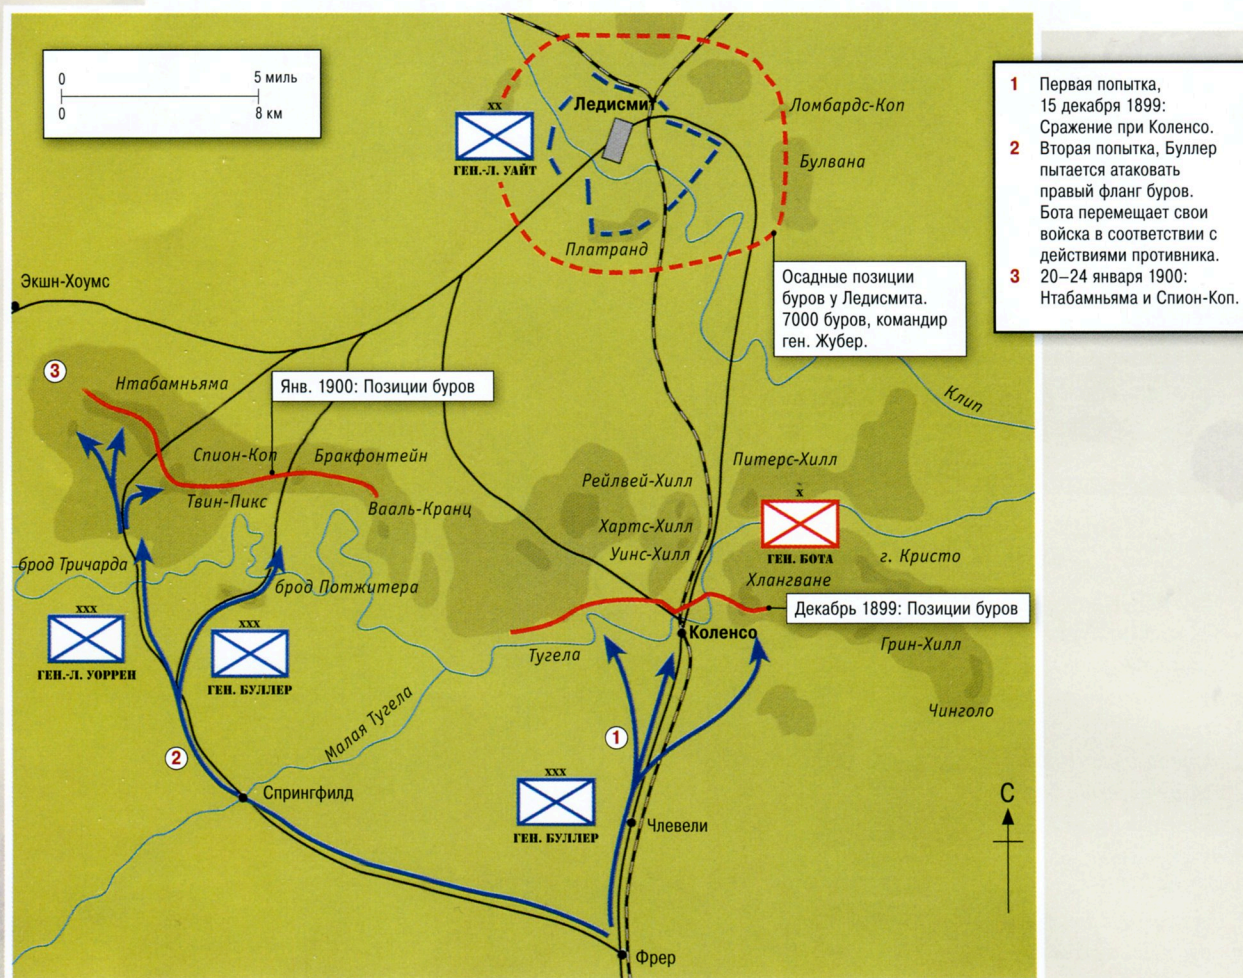 0 5 миль
0 8 км
XX
ГЕН.-Л. УАЙТ
Ледисмит
Ломбардс-Коп
Булвана
Платранд
1 Первая попытка,
15 декабря 1899:
Сражение при Коленсо.
2 Вторая попытка, Буллер
пытается атаковать
правый фланг буров.
Бота перемещает свои
войска в соответствии с
действиями противника.
3 20–24 января 1900:
Нтабамньяма и Спион-Коп.
Осадные позиции
буров у Ледисмита.
7000 буров, командир
ген. Жубер.
Экшн-Хоумс
3
Нтабамньяма
Янв. 1900: Позиции буров
Клип
Спион-Коп
Бракфонтейн
Твин-Пикс
Вааль-Кранц
Рейлвей-Хилл
Питерс-Хилл
Хартс-Хилл
Уинс-Хилл
X
ГЕН. БОТА
г. Кристо
Хлангване
брод Тричарда
брод Потжитера
Декабрь 1899: Позиции буров
XXX
ГЕН.-Л. УОРРЕН
XXX
ГЕН. БУЛЛЕР
Коленсо
Тугела
Грин-Хилл
Чинголо
Малая Тугела
1
2
Спрингфилд
XXX
ГЕН. БУЛЛЕР
Члевели
С
Фрер